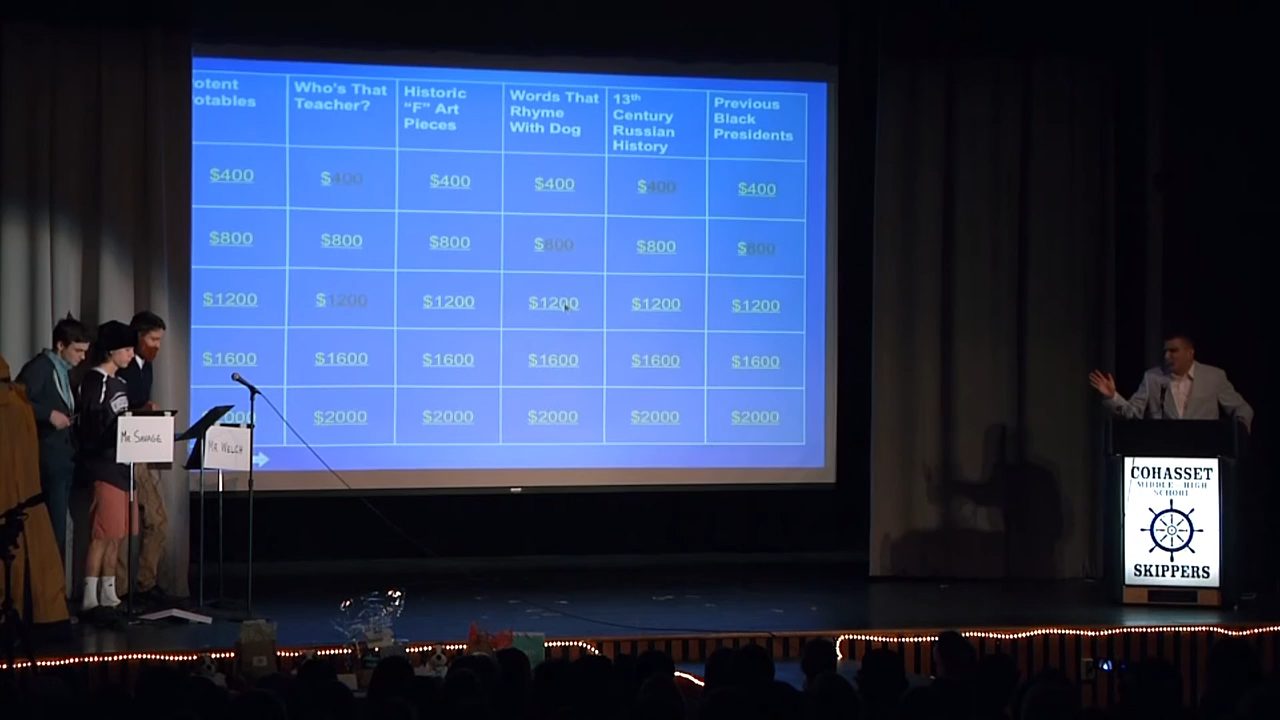 otent
otables
Who's That
Teacher?
Historic
"F" Art
Pieces
Words That
Rhyme
With Dog
13th
Century
Russian
History
Previous
Black
Presidents
$400 $400 $400 $400 $400 $400
$800 $800 $800 $800 $800 $800
$1200 $1200 $1200 $1200 $1200 $1200
$1600 $1600 $1600 $1600 $1600 $1600
000 $2000 $2000 $2000 $2000 $2000
MR SAVAGE
MR WELCH
COHASSET
MIDDLE HIGH
SCHOOL
SKIPPERS